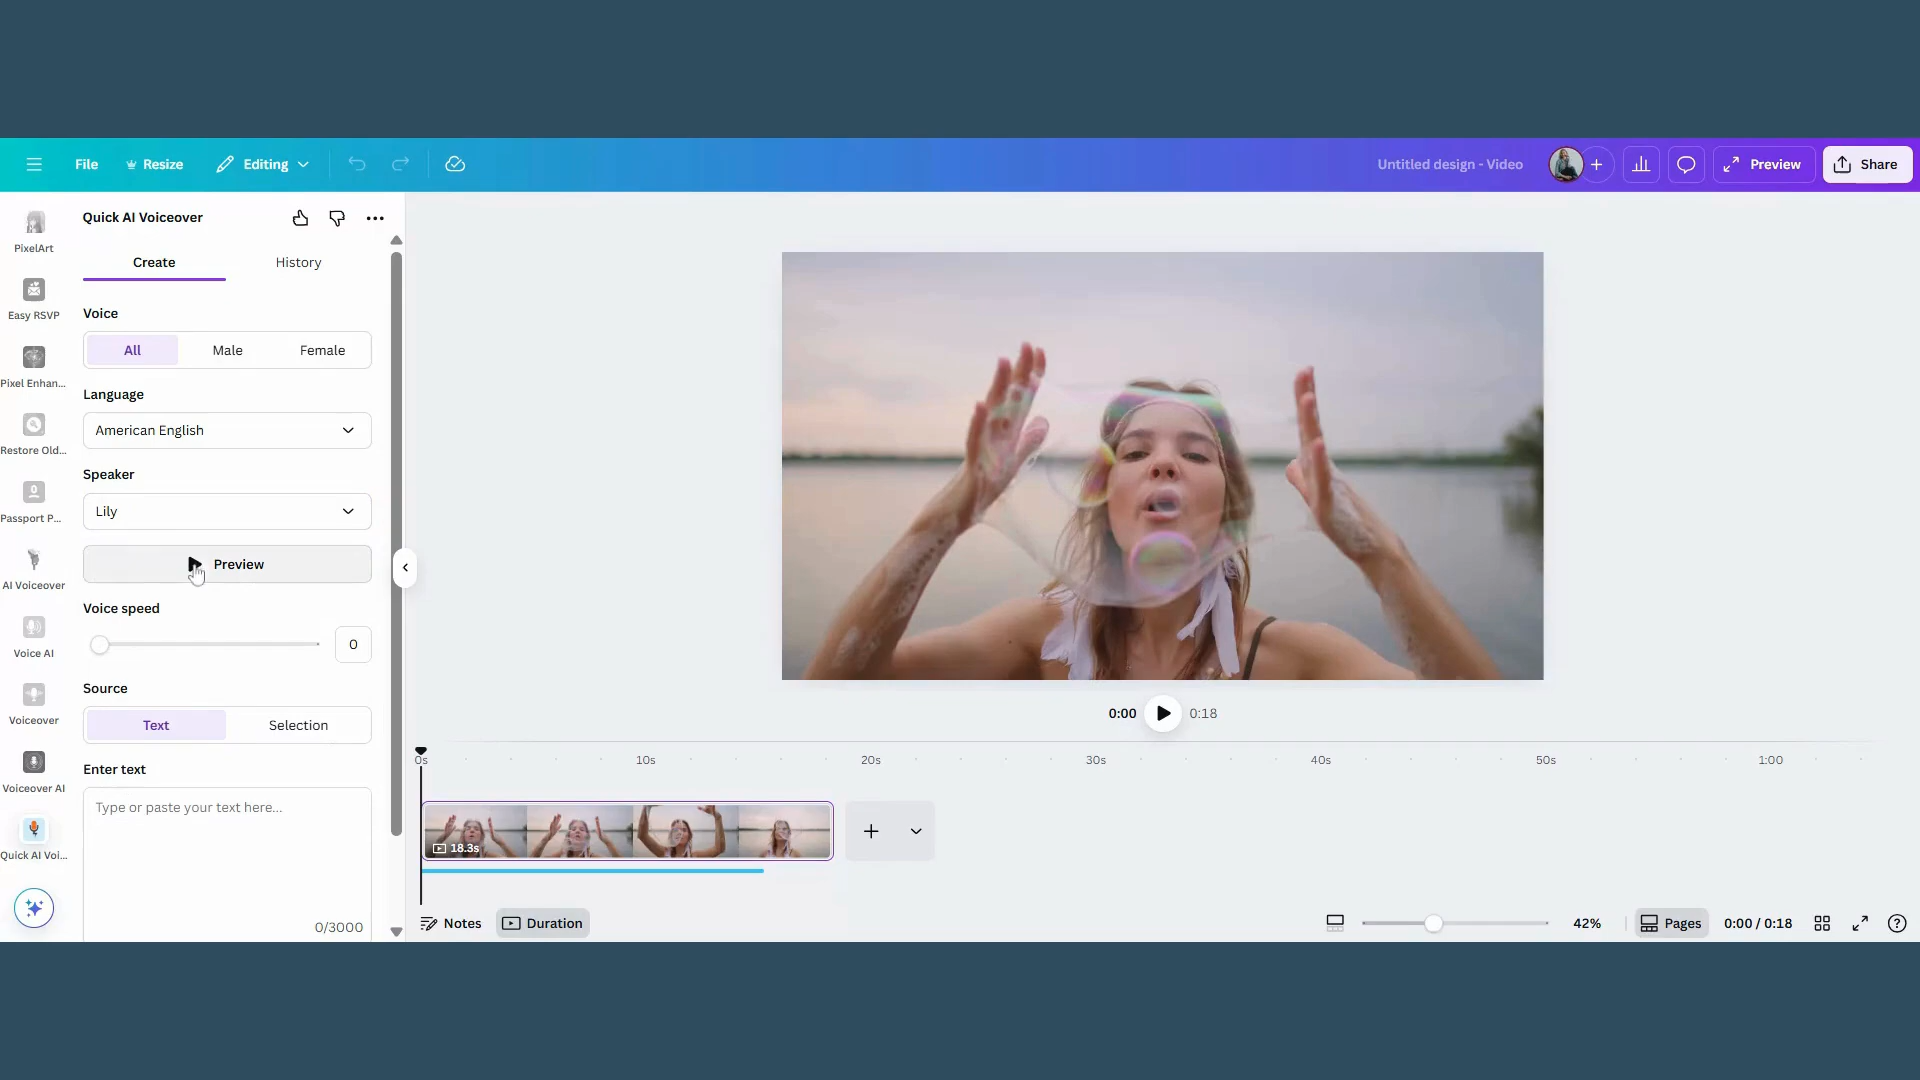 File
Resize
Editing
Untitled design - Video
Preview
Share
PixelArt
Easy RSVP
Pixel Enhan...
Restore Old...
Passport P...
AI Voiceover
Voice AI
Voiceover
Voiceover AI
Quick AI Voi...
Quick AI Voiceover
Create
History
Voice
All
Male
Female
Language
American English
Speaker
Lily
Preview
Voice speed
0
Source
Text
Selection
Enter text
Type or paste your text here...
0/3000
0:00
0:18
0s
10s
20s
30s
40s
50s
1:00
18.3s
Notes
Duration
42%
Pages
0:00 / 0:18